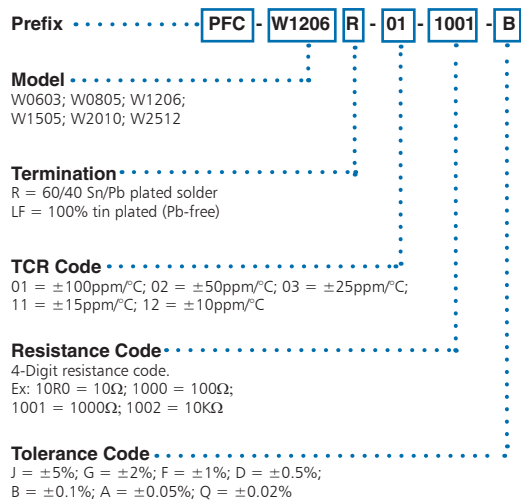 Prefix PFC - W1206 R - 01 - 1001 - B
Model
W0603; W0805; W1206;
W1505; W2010; W2512
Termination
R = 60/40 Sn/Pb plated solder
LF = 100% tin plated (Pb-free)
TCR Code
01 = ±100ppm/°C; 02 = ±50ppm/°C; 03 = ±25ppm/°C;
11 = ±15ppm/°C; 12 = ±10ppm/°C
Resistance Code
4-Digit resistance code.
Ex: 10R0 = 10Ω; 1000 = 100Ω;
1001 = 1000Ω; 1002 = 10KΩ
Tolerance Code
J = ±5%; G = ±2%; F = ±1%; D = ±0.5%;
B = ±0.1%; A = ±0.05%; Q = ±0.02%